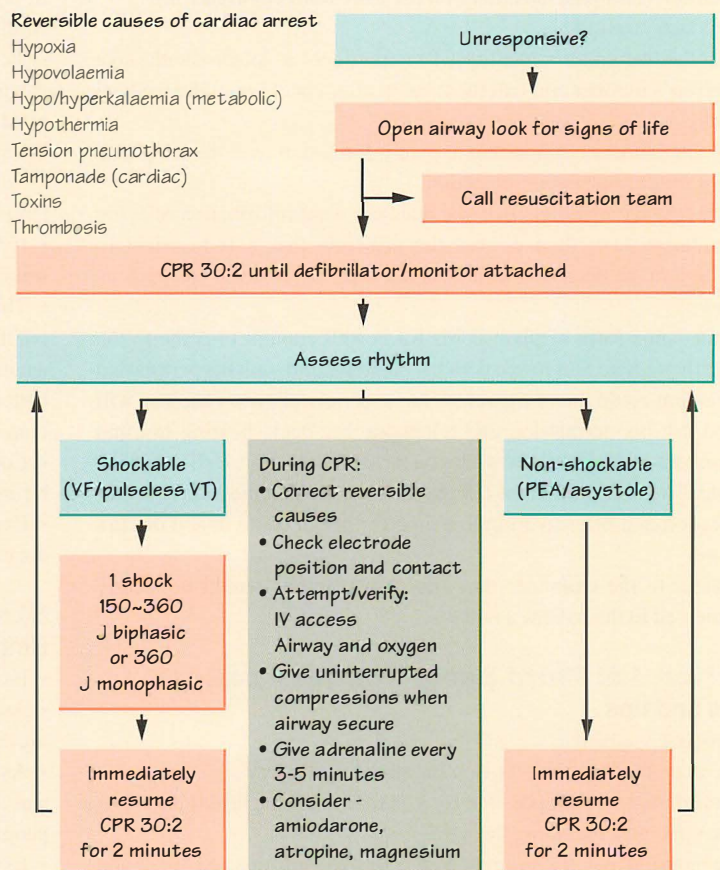 Reversible causes of cardiac arrest
Hypoxia
Hypovolaemia
Hypo/hyperkalaemia (metabolic)
Hypothermia
Tension pneumothorax
Tamponade (cardiac)
Toxins
Thrombosis
Unresponsive?
Open airway look for signs of life
Call resuscitation team
CPR 30:2 until defibrillator/monitor attached
Assess rhythm
Shockable
(VF/pulseless VT)
1 shock
150~360
J biphasic
or 360
J monophasic
Immediately
resume
CPR 30:2
for 2 minutes
During CPR:
• Correct reversible
causes
• Check electrode
position and contact
• Attempt/verify:
IV access
Airway and oxygen
• Give uninterrupted
compressions when
airway secure
• Give adrenaline every
3-5 minutes
• Consider -
amiodarone,
atropine, magnesium
Non-shockable
(PEA/asystole)
Immediately
resume
CPR 30:2
for 2 minutes